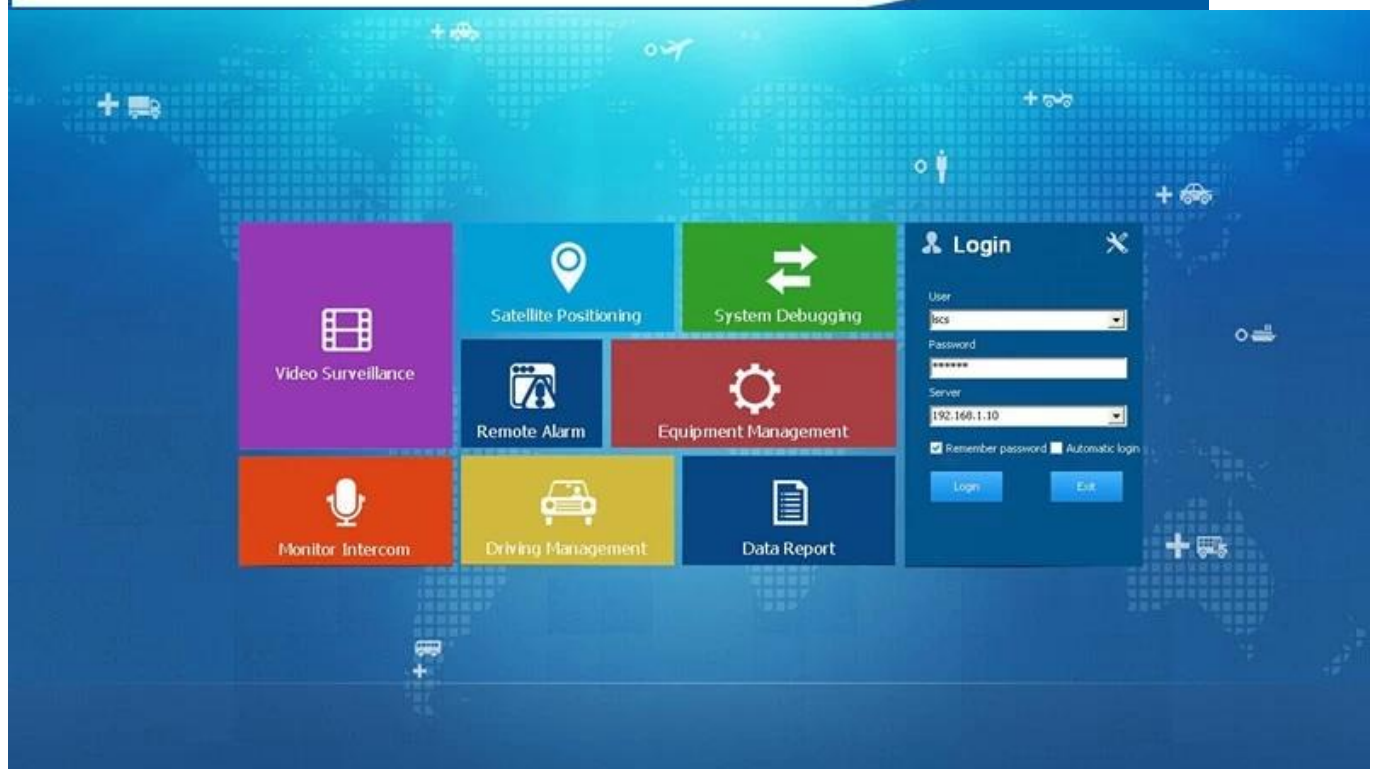 Login
Satellite Positioning
System Debugging
User
lscs
Video Surveillance
Password
******
Server
192.168.1.10
Remote Alarm
Equipment Management
Remember password
Automatic login
Login
Exit
Monitor Intercom
Driving Management
Data Report